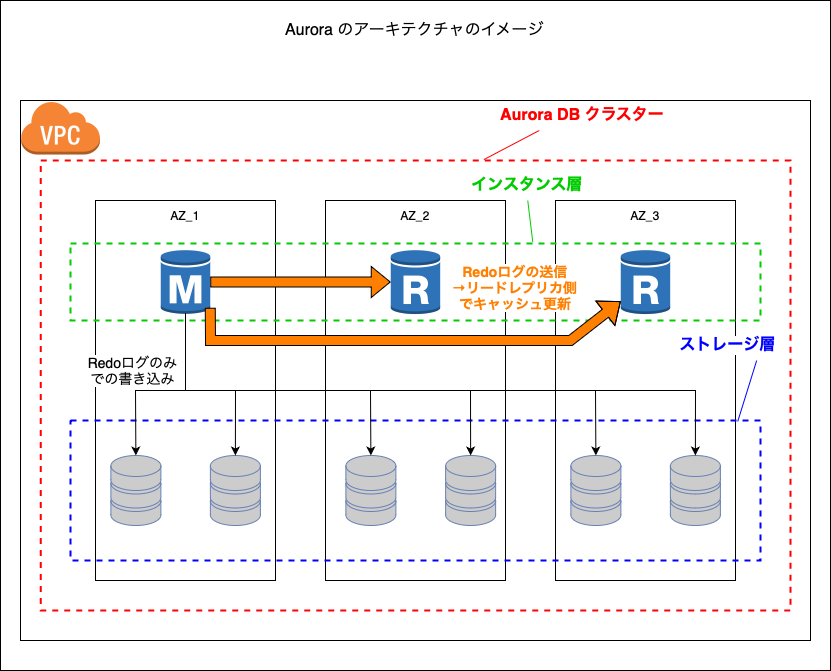 Aurora のアーキテクチャのイメージ
VPC
Aurora DB クラスター
インスタンス層
AZ_1
AZ_2
AZ_3
M
R
R
Redoログの送信
→リードレプリカ側
でキャッシュ更新
ストレージ層
Redoログのみ
での書き込み